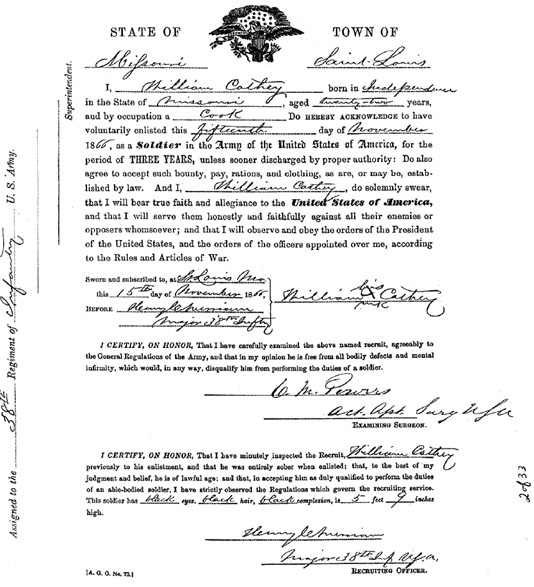 STATE OF TOWN OF
Missouri Saint Louis
I, William Cathey born in Independence
in the State of Missouri, aged twenty-two years,
and by occupation a Cook Do HEREBY ACKNOWLEDGE to have
voluntarily enlisted this fifteenth day of November
1866, as a Soldier in the Army of the United States of America, for the
period of THREE YEARS, unless sooner discharged by proper authority: Do also
agree to accept such bounty, pay, rations, and clothing, as are, or may be, estab-
lished by law. And I, William Cathey, do solemnly swear,
that I will bear true faith and allegiance to the United States of America,
and that I will serve them honestly and faithfully against all their enemies or
opposers whomsoever; and that I will observe and obey the orders of the President
of the United States, and the orders of the officers appointed over me, according
to the Rules and Articles of War.
Sworn and subscribed to, at St Louis Mo
this 15th day of November 1866.
BEFORE
Major 38th Infty
William his X mark Cathey
I CERTIFY, ON HONOR, That I have carefully examined the above named recruit, agreeably to
the General Regulations of the Army, and that in my opinion he is free from all bodily defects and mental
infirmity, which would, in any way, disqualify him from performing the duties of a soldier.
C. M. Powers
Act. Asst. Surg USA
EXAMINING SURGEON.
I CERTIFY, ON HONOR, That I have minutely inspected the Recruit, William Cathey
previously to his enlistment, and that he was entirely sober when enlisted; that, to the best of my
judgment and belief, he is of lawful age; and that, in accepting him as duly qualified to perform the duties
of an able-bodied soldier, I have strictly observed the Regulations which govern the recruiting service.
This soldier has black eyes, black hair, black complexion, is 5 feet 9 inches
high.
Major 38th Inf U.S.A.
RECRUITING OFFICER.
[A. G. O. No. 73.]
Assigned to the 38th Regiment of Infantry U. S. Army.
Superintendent.
2 of 33